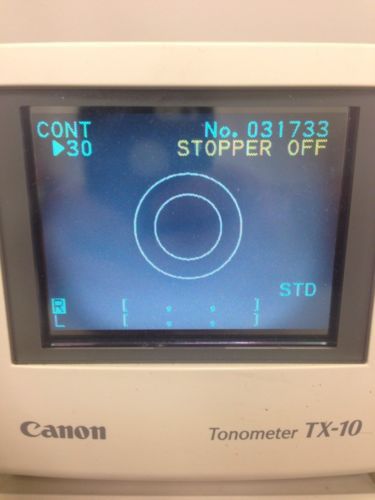 CONT No. 031733
▶30 STOPPER OFF
STD
R [ , , ]
L [ , , ]
Canon Tonometer TX-10